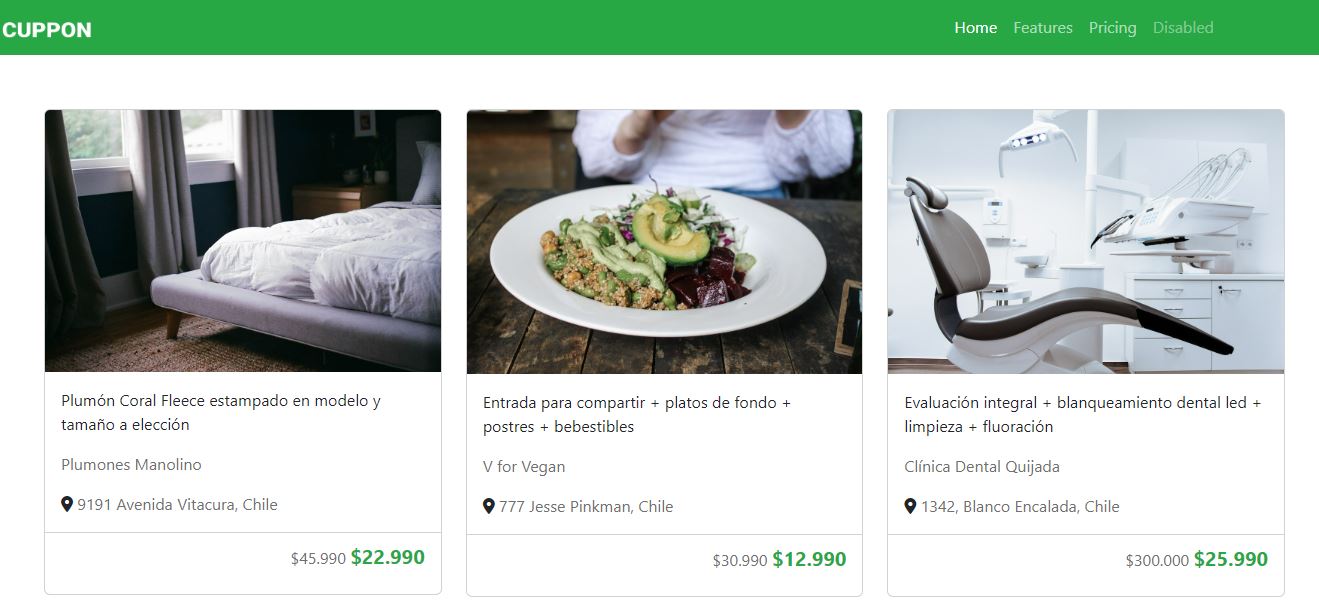 CUPPON
Home Features Pricing Disabled
Plumón Coral Fleece estampado en modelo y
tamaño a elección
Plumones Manolino
9191 Avenida Vitacura, Chile
$45.990 $22.990
Entrada para compartir + platos de fondo +
postres + bebestibles
V for Vegan
777 Jesse Pinkman, Chile
$30.990 $12.990
Evaluación integral + blanqueamiento dental led +
limpieza + fluoración
Clínica Dental Quijada
1342, Blanco Encalada, Chile
$300.000 $25.990